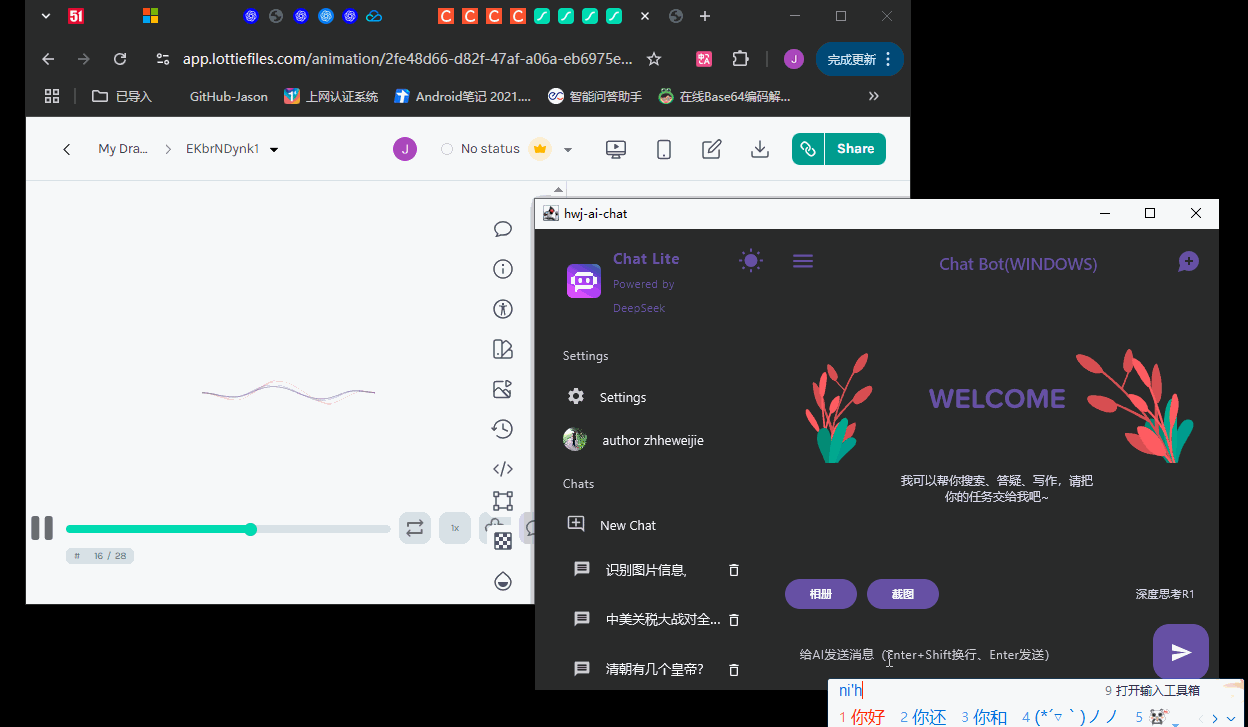 51
app.lottiefiles.com/animation/2fe48d66-d82f-47af-a06a-eb6975e...
J
完成更新
已导入
GitHub-Jason
上网认证系统
Android笔记 2021....
智能问答助手
在线Base64编码解...
My Dra...
EKbrNDynk1
J
No status
Share
1x
# 16 / 28
hwj-ai-chat
Chat Lite
Powered by
DeepSeek
Chat Bot(WINDOWS)
Settings
Settings
author zhheweijie
Chats
New Chat
识别图片信息,
中美关税大战对全...
清朝有几个皇帝?
WELCOME
我可以帮你搜索、答疑、写作，请把
你的任务交给我吧~
相册
截图
深度思考R1
给AI发送消息（Enter+Shift换行、Enter发送）
ni'h
9 打开输入工具箱
1 你好 2 你还 3 你和 4 (*´▽｀)ノノ 5